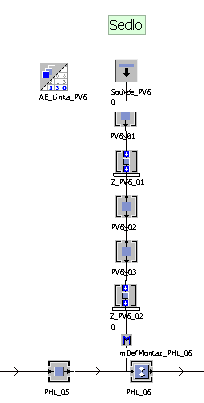 Sedlo
AE_Linka_PV6
Source_PV6
0
PV6_01
Z_PV6_01
PV6_02
PV6_03
Z_PV6_02
0
M
mDefMontaz_PHL_06
PHL_05
PHL_06